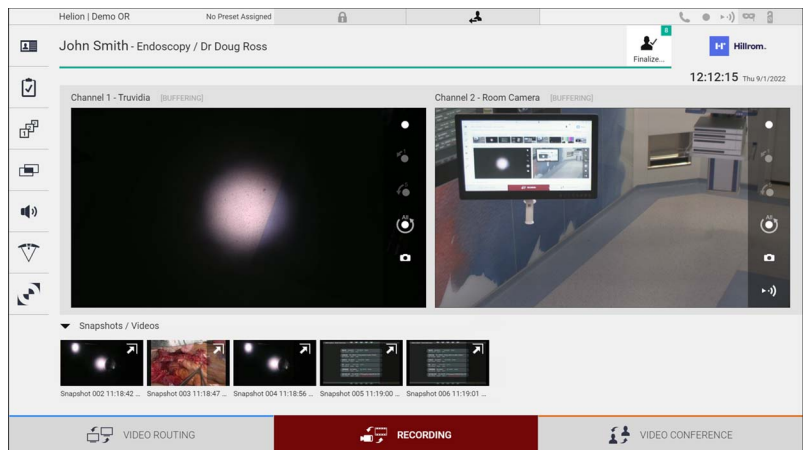 Helion | Demo OR
No Preset Assigned
John Smith - Endoscopy / Dr Doug Ross
8
Finalize...
H
Hillrom.
12:12:15 Thu 9/1/2022
Channel 1 - Truvidia [BUFFERING]
Channel 2 - Room Camera [BUFFERING]
All
All
Snapshots / Videos
Snapshot 002 11:18:42 ...
Snapshot 003 11:18:47 ...
Snapshot 004 11:18:56 ...
Snapshot 005 11:19:00 ...
Snapshot 006 11:19:01 ...
VIDEO ROUTING
RECORDING
VIDEO CONFERENCE